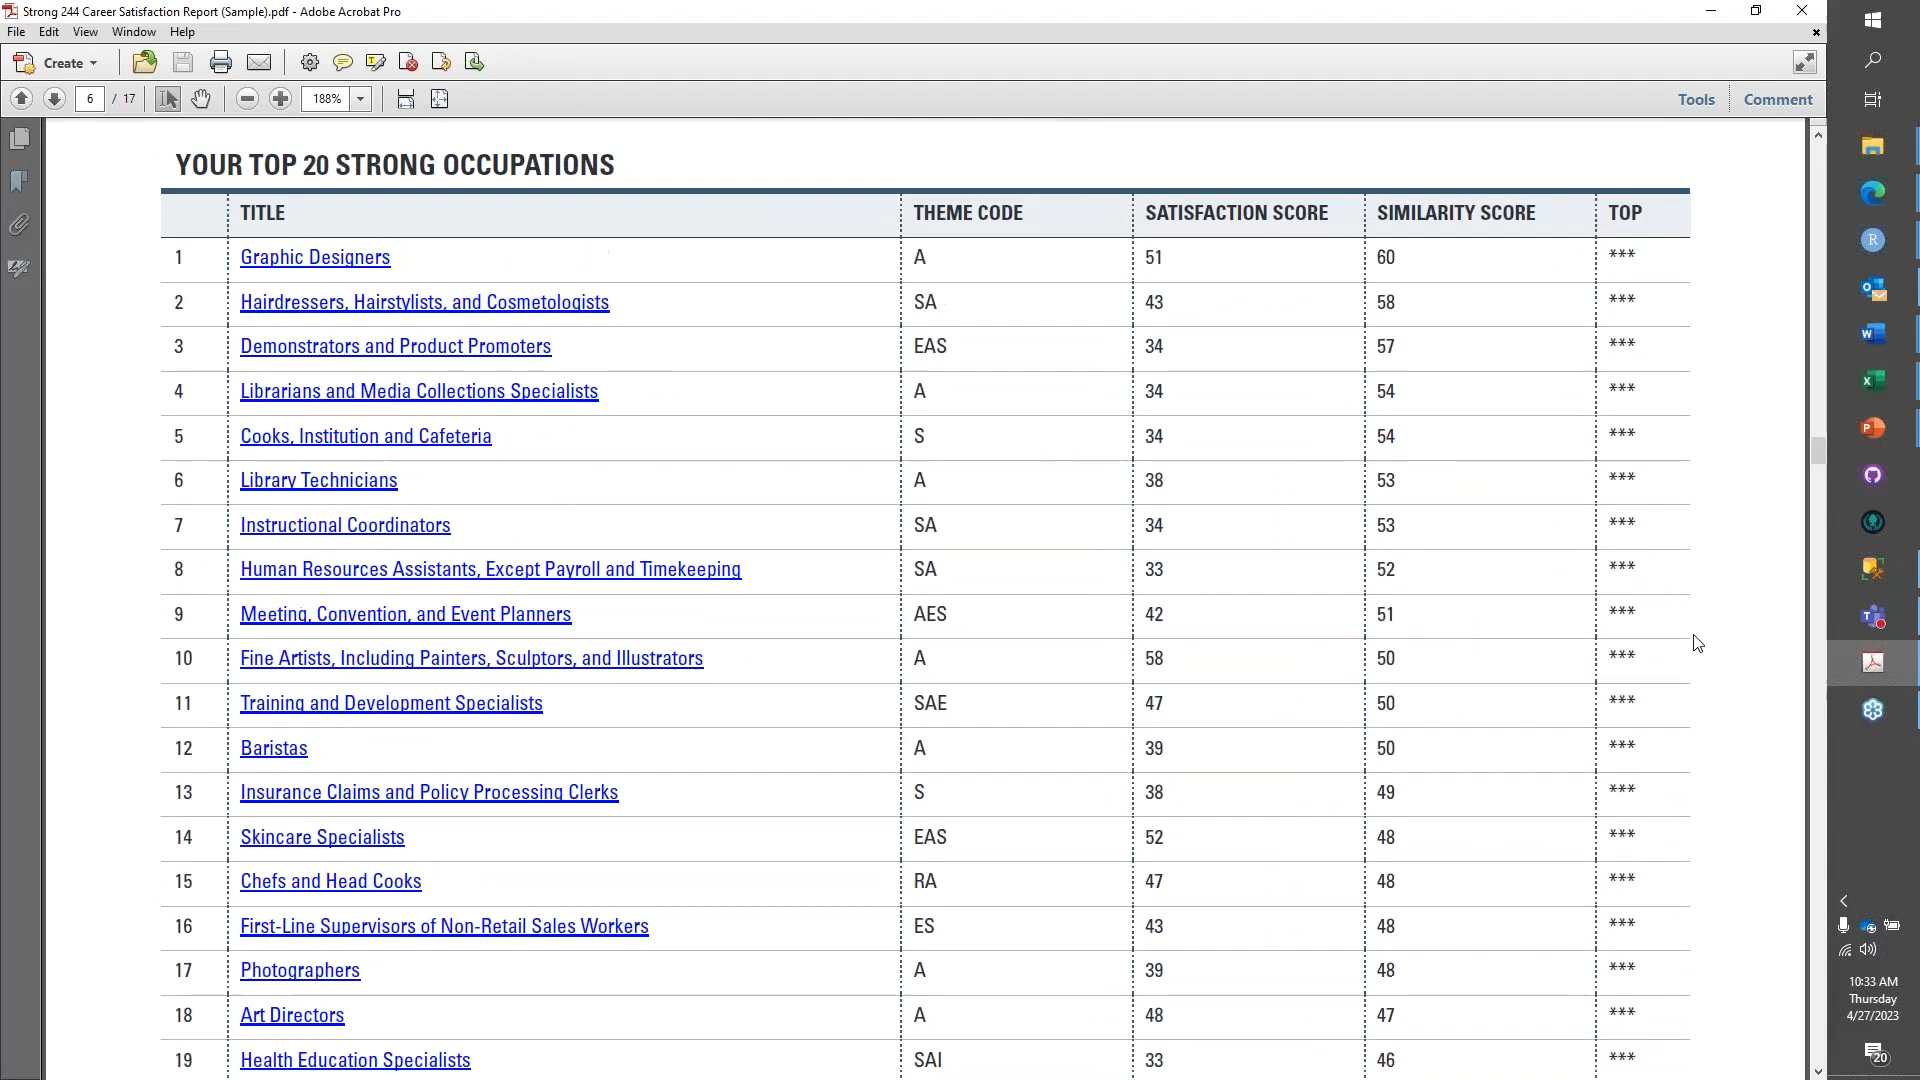 Strong 244 Career Satisfaction Report (Sample).pdf - Adobe Acrobat Pro
File Edit View Window Help
Create
6 / 17 188% Tools Comment
YOUR TOP 20 STRONG OCCUPATIONS
TITLE THEME CODE SATISFACTION SCORE SIMILARITY SCORE TOP
1 Graphic Designers A 51 60 ***
2 Hairdressers, Hairstylists, and Cosmetologists SA 43 58 ***
3 Demonstrators and Product Promoters EAS 34 57 ***
4 Librarians and Media Collections Specialists A 34 54 ***
5 Cooks, Institution and Cafeteria S 34 54 ***
6 Library Technicians A 38 53 ***
7 Instructional Coordinators SA 34 53 ***
8 Human Resources Assistants, Except Payroll and Timekeeping SA 33 52 ***
9 Meeting, Convention, and Event Planners AES 42 51 ***
10 Fine Artists, Including Painters, Sculptors, and Illustrators A 58 50 ***
11 Training and Development Specialists SAE 47 50 ***
12 Baristas A 39 50 ***
13 Insurance Claims and Policy Processing Clerks S 38 49 ***
14 Skincare Specialists EAS 52 48 ***
15 Chefs and Head Cooks RA 47 48 ***
16 First-Line Supervisors of Non-Retail Sales Workers ES 43 48 ***
17 Photographers A 39 48 ***
18 Art Directors A 48 47 ***
19 Health Education Specialists SAI 33 46 ***
10:33 AM
Thursday
4/27/2023
20